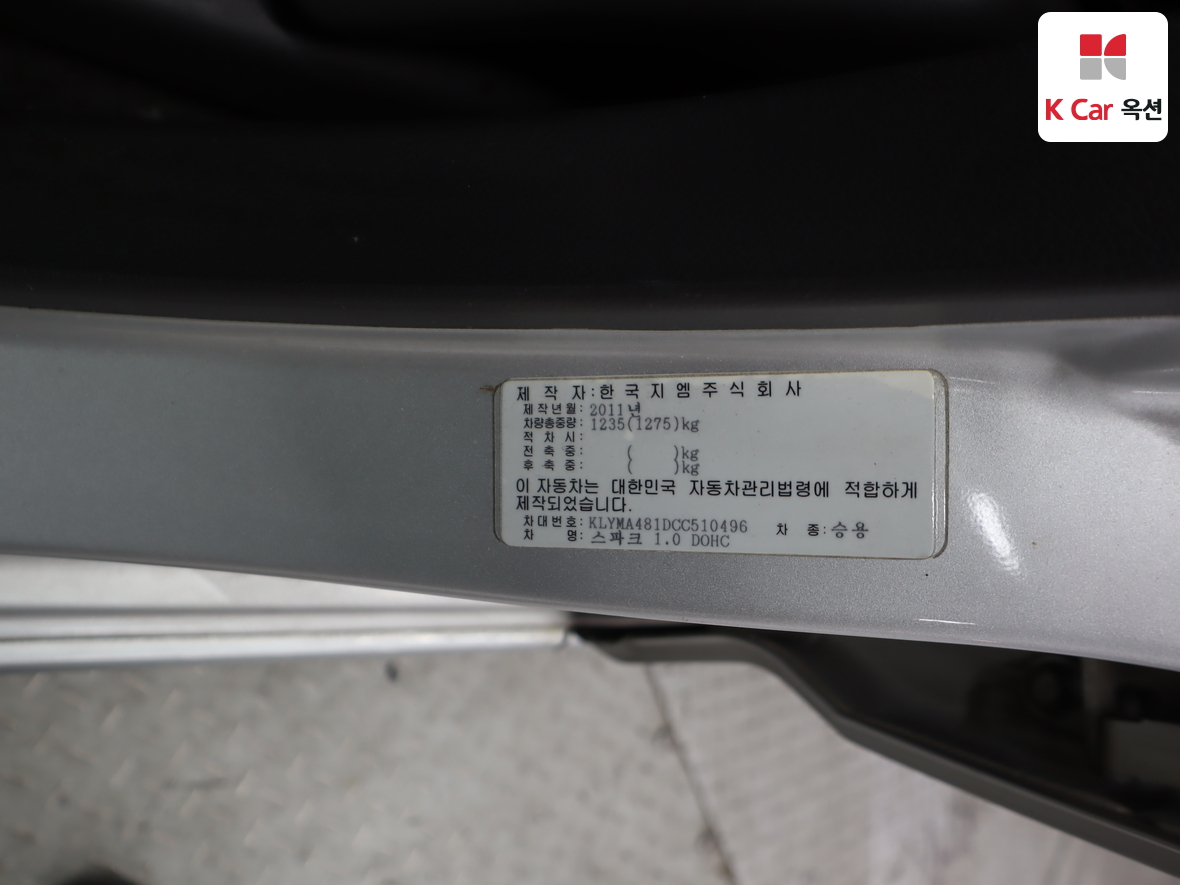 K Car 옥션
제 작 자:한국지엠주식회사
제작년월: 2011년
차량총중량: 1235(1275)kg
적 차 시:
전 축 중: ( )kg
후 축 중: ( )kg
이 자동차는 대한민국 자동차관리법령에 적합하게
제작되었습니다.
차대번호: KLYMA481DCC510496 차 종: 승용
차 명: 스파크 1.0 DOHC